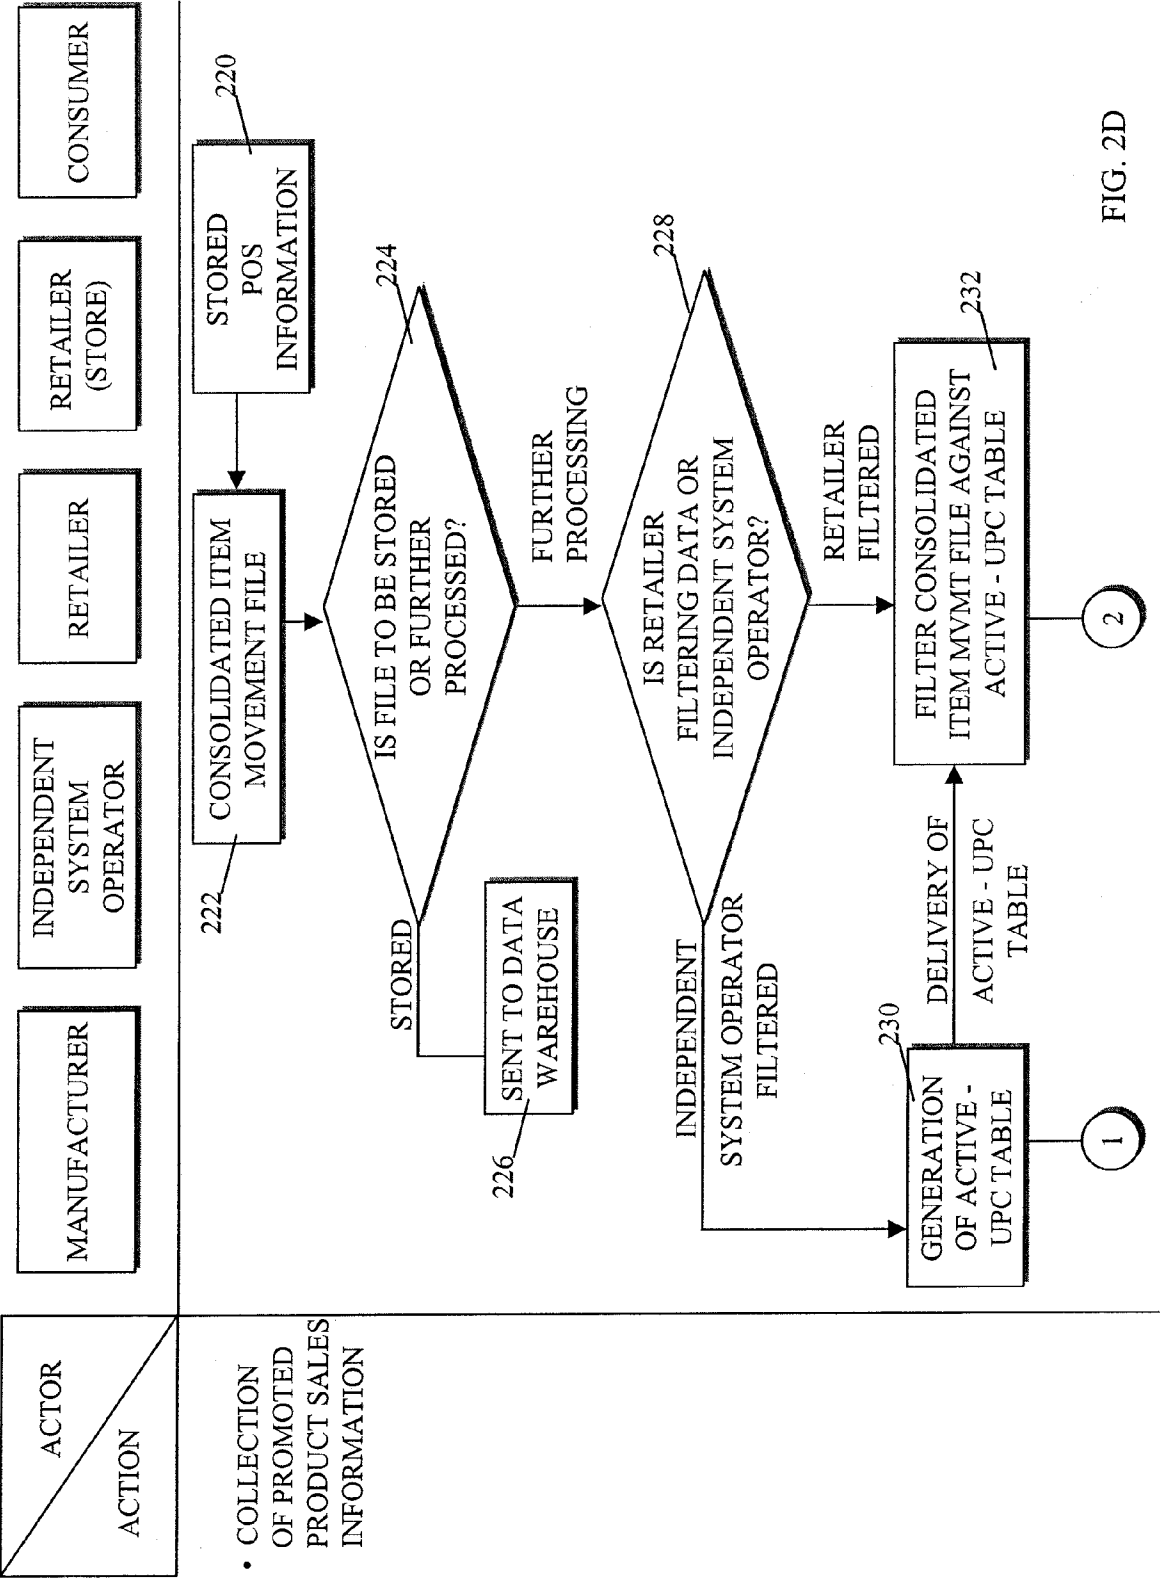 ACTOR
ACTION
MANUFACTURER
INDEPENDENT
SYSTEM
OPERATOR
RETAILER
RETAILER
(STORE)
CONSUMER
• COLLECTION
OF PROMOTED
PRODUCT SALES
INFORMATION
220
STORED
POS
INFORMATION
222
CONSOLIDATED ITEM
MOVEMENT FILE
224
IS FILE TO BE STORED
OR FURTHER
PROCESSED?
STORED
226
SENT TO DATA
WAREHOUSE
FURTHER
PROCESSING
228
IS RETAILER
FILTERING DATA OR
INDEPENDENT SYSTEM
OPERATOR?
INDEPENDENT
SYSTEM OPERATOR
FILTERED
RETAILER
FILTERED
230
GENERATION
OF ACTIVE -
UPC TABLE
DELIVERY OF
ACTIVE - UPC
TABLE
232
FILTER CONSOLIDATED
ITEM MVMT FILE AGAINST
ACTIVE - UPC TABLE
1
2
FIG. 2D